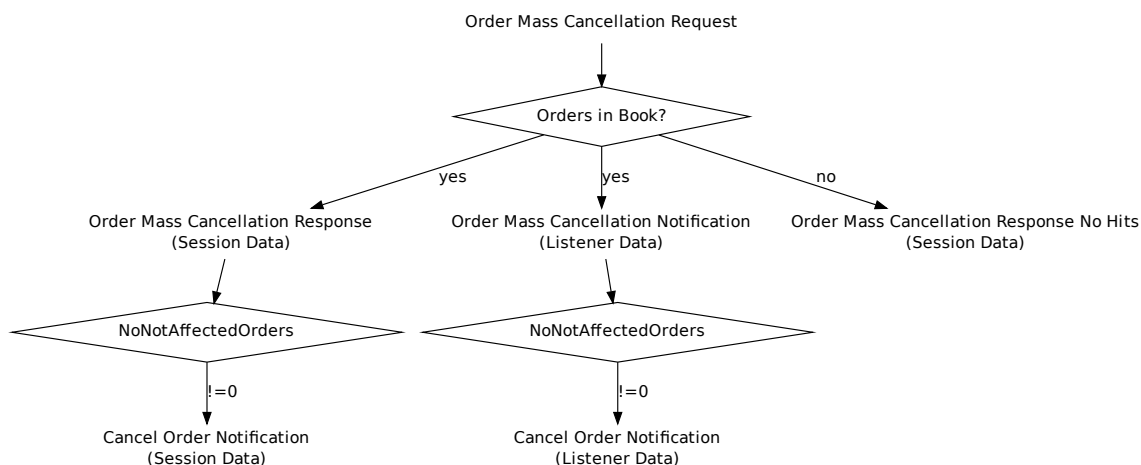 Order Mass Cancellation Request
Orders in Book?
yes
yes
no
Order Mass Cancellation Response
(Session Data)
Order Mass Cancellation Notification
(Listener Data)
Order Mass Cancellation Response No Hits
(Session Data)
NoNotAffectedOrders
NoNotAffectedOrders
!=0
!=0
Cancel Order Notification
(Session Data)
Cancel Order Notification
(Listener Data)